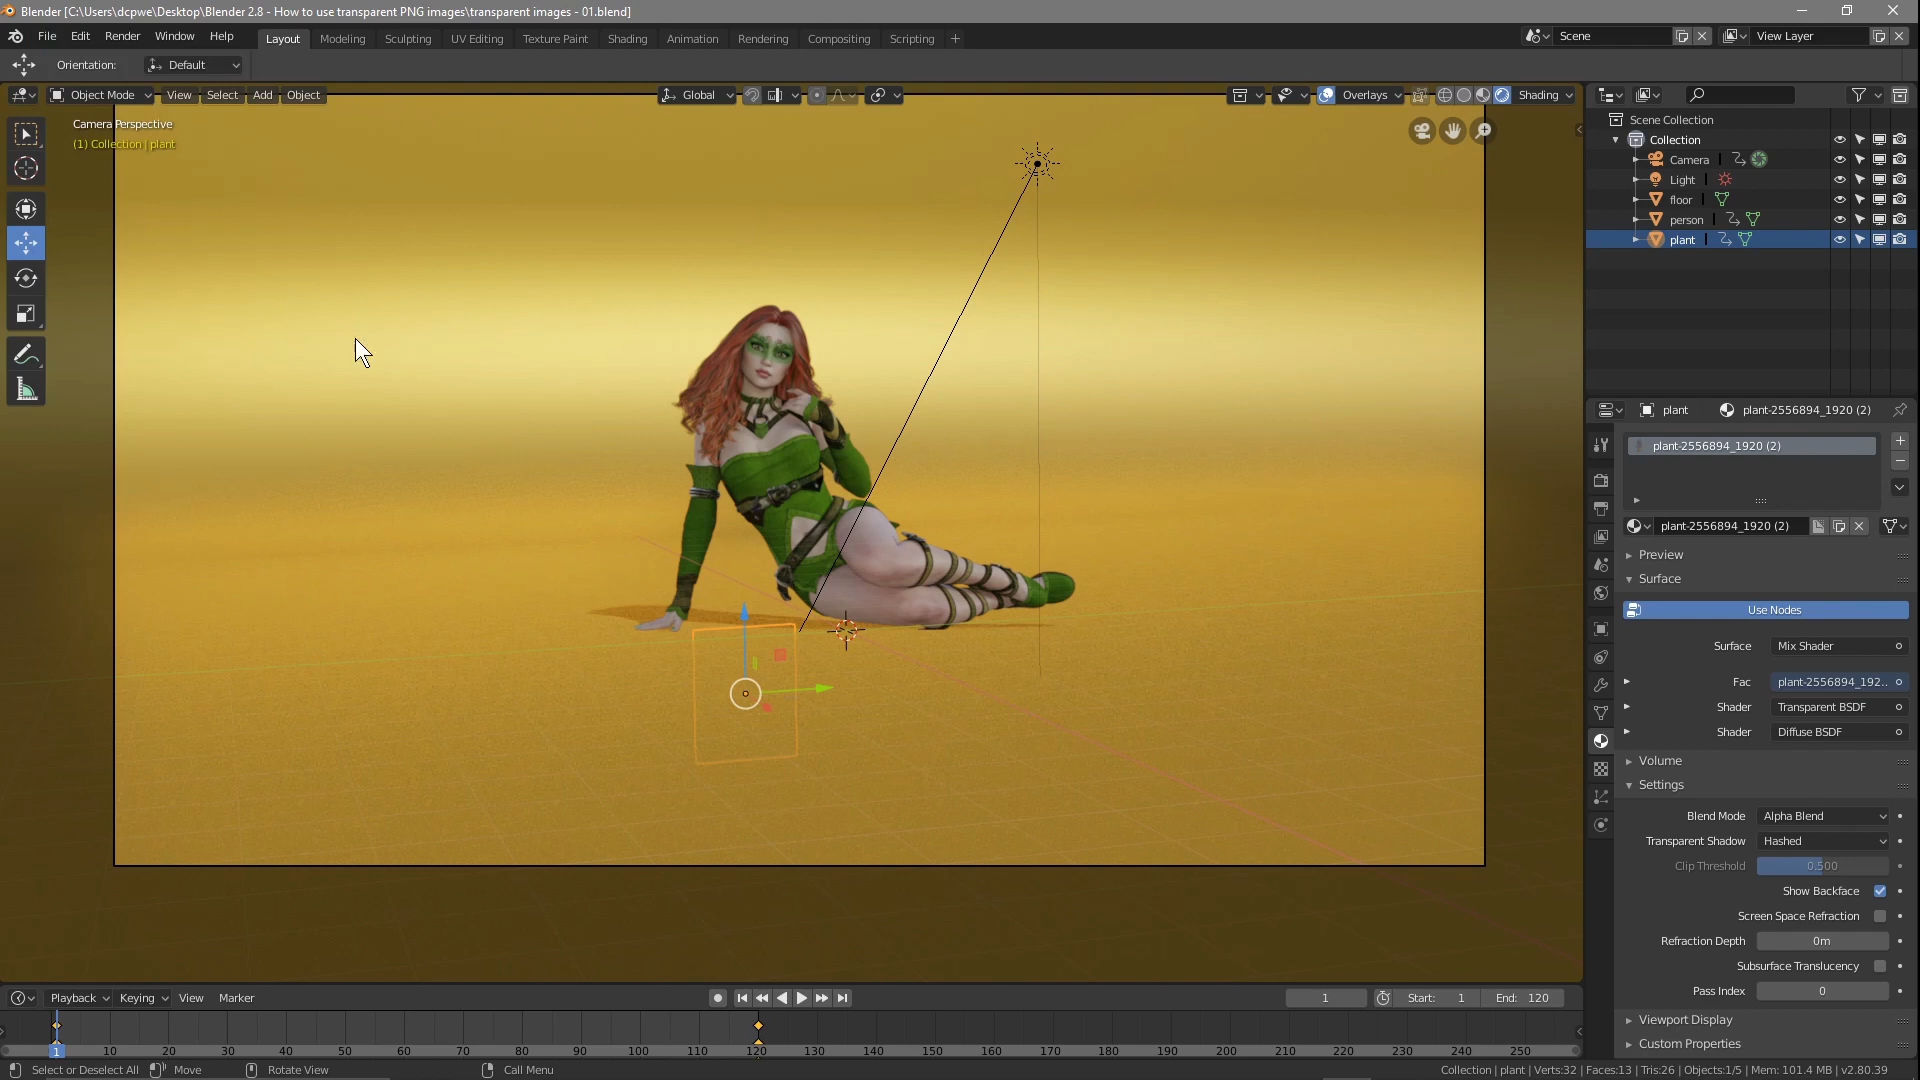 Blender [C:\Users\dcpwe\Desktop\Blender 2.8 - How to use transparent PNG images\transparent images - 01.blend]
File Edit Render Window Help Layout Modeling Sculpting UV Editing Texture Paint Shading Animation Rendering Compositing Scripting + Scene View Layer
Orientation: Default
Object Mode View Select Add Object Global Overlays Shading
Camera Perspective
(1) Collection | plant
Scene Collection
Collection
Camera
Light
floor
person
plant
plant plant-2556894_1920 (2)
plant-2556894_1920 (2)
plant-2556894_1920 (2)
Preview
Surface
Use Nodes
Surface Mix Shader
Fac plant-2556894_192..
Shader Transparent BSDF
Shader Diffuse BSDF
Volume
Settings
Blend Mode Alpha Blend
Transparent Shadow Hashed
Clip Threshold 0.500
Show Backface
Screen Space Refraction
Refraction Depth 0m
Subsurface Translucency
Pass Index 0
Viewport Display
Custom Properties
Playback Keying View Marker 1 Start: 1 End: 120
1 10 20 30 40 50 60 70 80 90 100 110 120 130 140 150 160 170 180 190 200 210 220 230 240 250
Select or Deselect All Move Rotate View Call Menu Collection | plant | Verts:32 | Faces:13 | Tris:26 | Objects:1/5 | Mem: 101.4 MB | v2.80.39